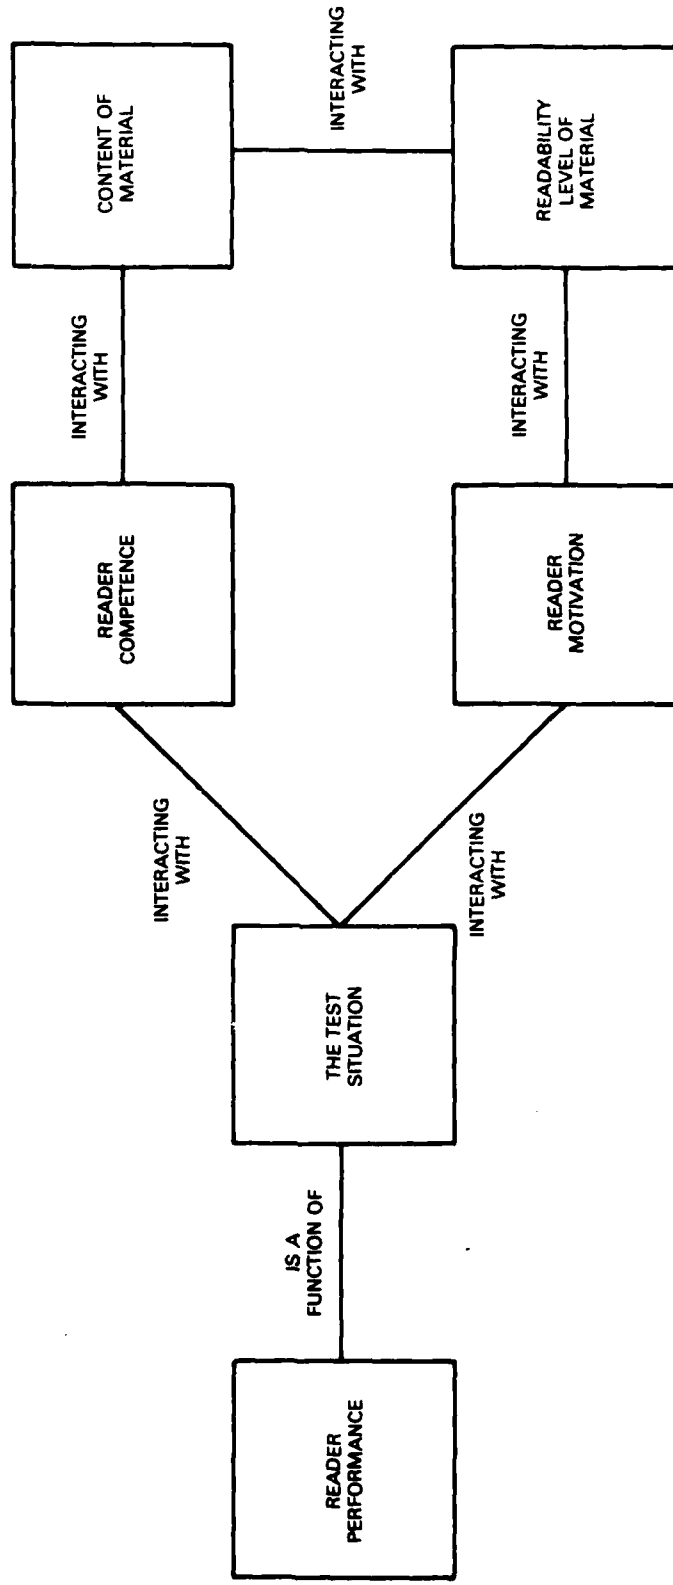 READER
PERFORMANCE
IS A
FUNCTION OF
THE TEST
SITUATION
INTERACTING
WITH
READER
COMPETENCE
INTERACTING
WITH
CONTENT OF
MATERIAL
INTERACTING
WITH
INTERACTING
WITH
READER
MOTIVATION
INTERACTING
WITH
READABILITY
LEVEL OF
MATERIAL